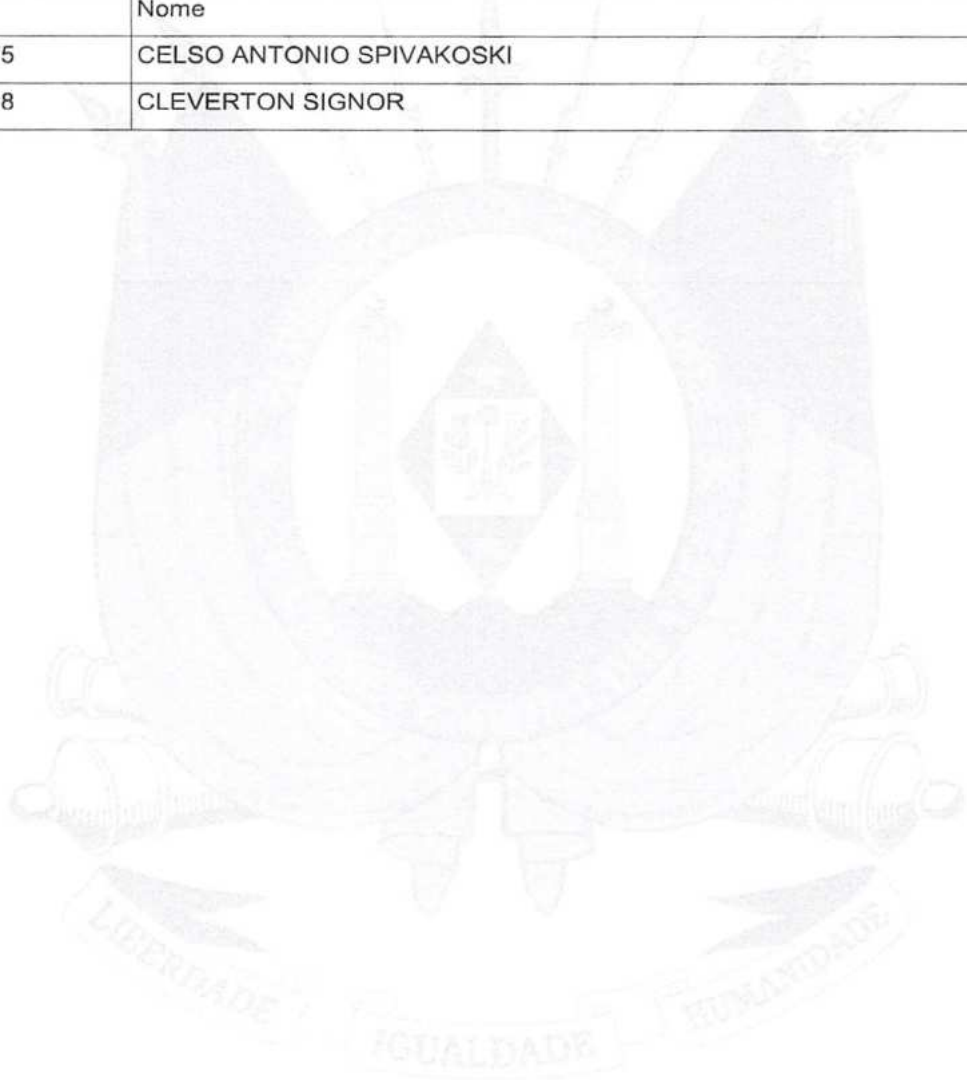 Nome
5 CELSO ANTONIO SPIVAKOSKI
8 CLEVERTON SIGNOR
LIBERDADE
IGUALDADE
HUMANIDADE